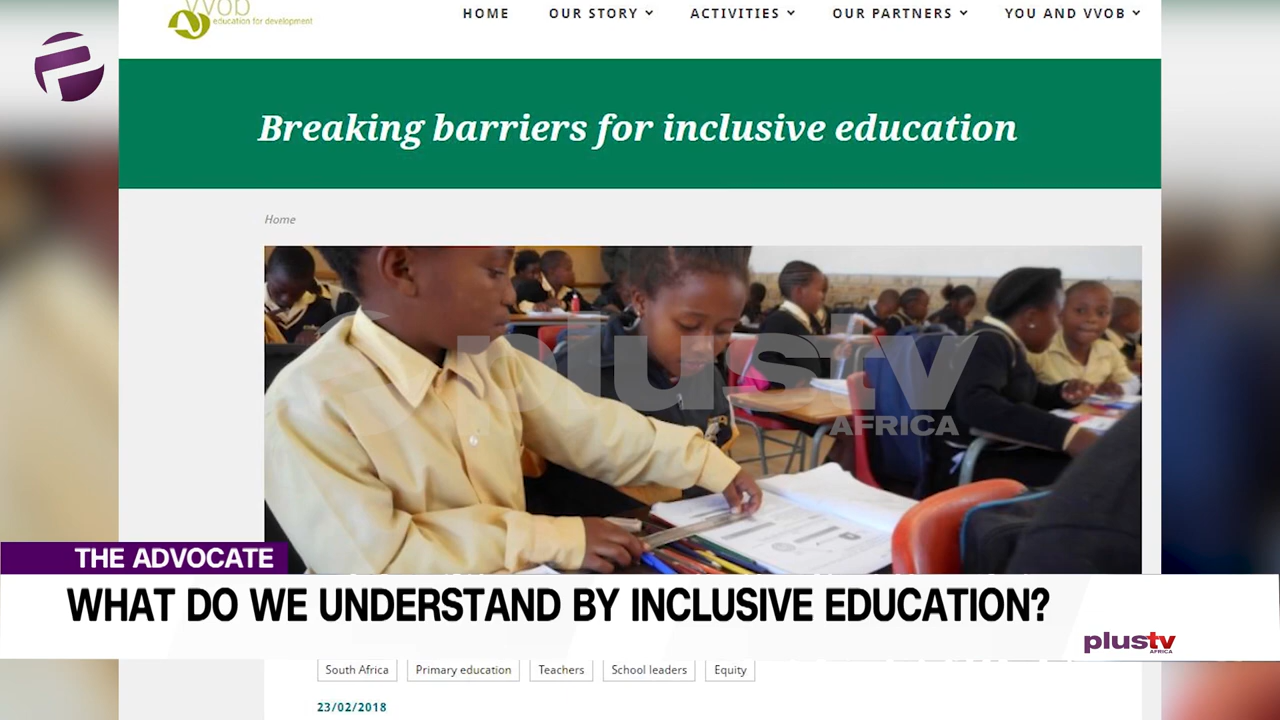 vvob
education for development
HOME OUR STORY ACTIVITIES OUR PARTNERS YOU AND VVOB
Breaking barriers for inclusive education
Home
plustv
AFRICA
THE ADVOCATE
WHAT DO WE UNDERSTAND BY INCLUSIVE EDUCATION?
plustv
AFRICA
South Africa Primary education Teachers School leaders Equity
23/02/2018